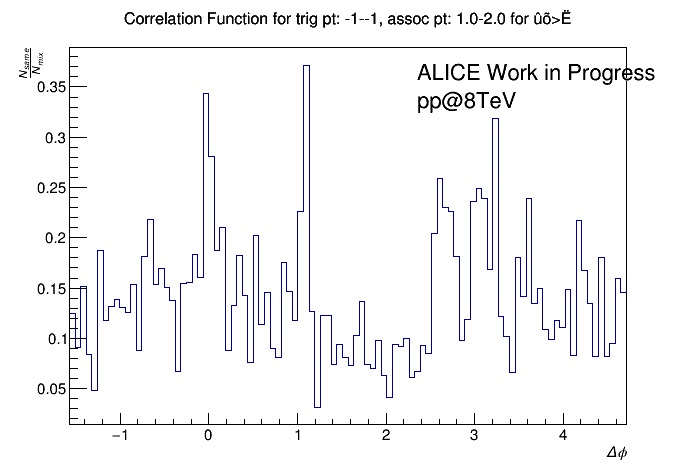 Correlation Function for trig pt: -1--1, assoc pt: 1.0-2.0 for ûõ>Ë
N_same
N_mix
ALICE Work in Progress
pp@8TeV
0.35
0.3
0.25
0.2
0.15
0.1
0.05
−1 0 1 2 3 4
Δϕ